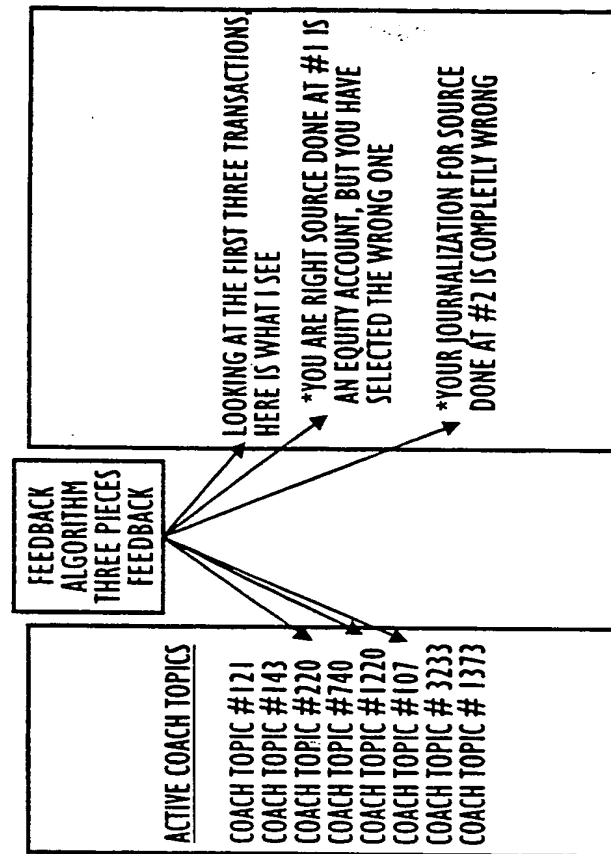 ACTIVE COACH TOPICS
COACH TOPIC #121
COACH TOPIC #143
COACH TOPIC #220
COACH TOPIC #740
COACH TOPIC #1220
COACH TOPIC #107
COACH TOPIC # 3233
COACH TOPIC # 1373
FEEDBACK
ALGORITHM
THREE PIECES
FEEDBACK
LOOKING AT THE FIRST THREE TRANSACTIONS,
HERE IS WHAT I SEE
*YOU ARE RIGHT SOURCE DONE AT #1 IS
AN EQUITY ACCOUNT, BUT YOU HAVE
SELECTED THE WRONG ONE
*YOUR JOURNALIZATION FOR SOURCE
DONE AT #2 IS COMPLETLY WRONG